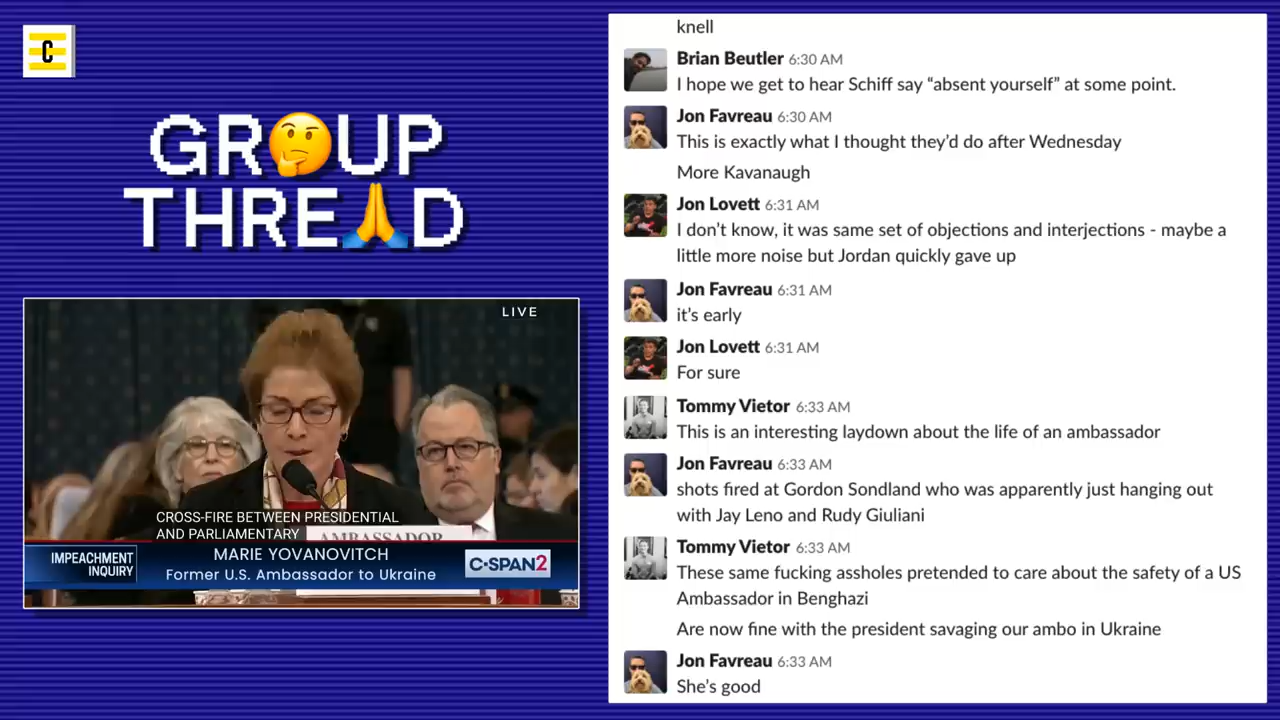 C
GR🤔UP
THRE🙏D
LIVE
CROSS-FIRE BETWEEN PRESIDENTIAL
AND PARLIAMENTARY
AMBASSADOR
IMPEACHMENT
INQUIRY
MARIE YOVANOVITCH
Former U.S. Ambassador to Ukraine
C-SPAN2
knell
Brian Beutler 6:30 AM
I hope we get to hear Schiff say “absent yourself” at some point.
Jon Favreau 6:30 AM
This is exactly what I thought they’d do after Wednesday
More Kavanaugh
Jon Lovett 6:31 AM
I don’t know, it was same set of objections and interjections - maybe a
little more noise but Jordan quickly gave up
Jon Favreau 6:31 AM
it’s early
Jon Lovett 6:31 AM
For sure
Tommy Vietor 6:33 AM
This is an interesting laydown about the life of an ambassador
Jon Favreau 6:33 AM
shots fired at Gordon Sondland who was apparently just hanging out
with Jay Leno and Rudy Giuliani
Tommy Vietor 6:33 AM
These same fucking assholes pretended to care about the safety of a US
Ambassador in Benghazi
Are now fine with the president savaging our ambo in Ukraine
Jon Favreau 6:33 AM
She’s good